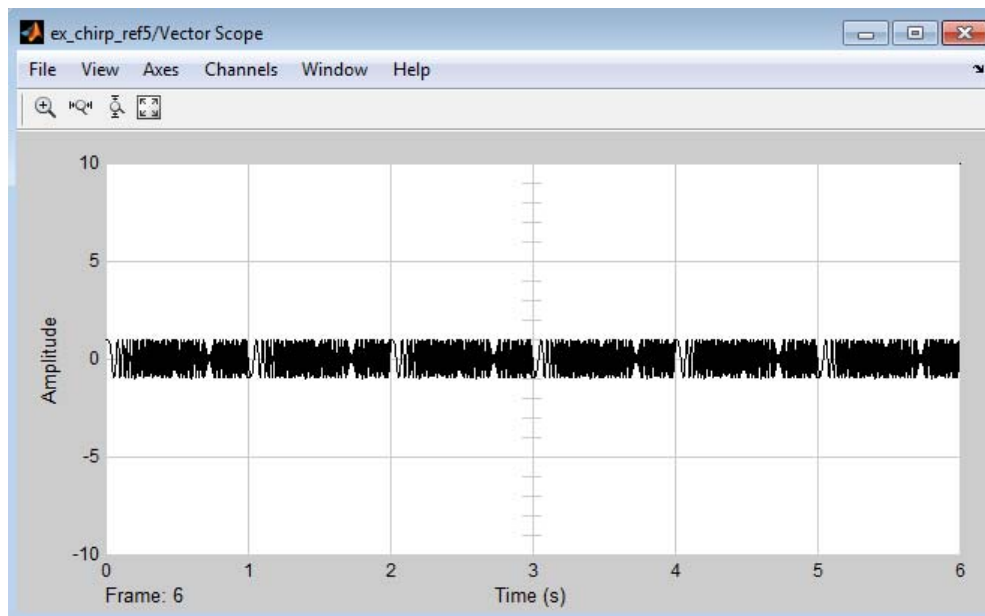 ex_chirp_ref5/Vector Scope
File View Axes Channels Window Help
10
5
0
-5
-10
Amplitude
0 1 2 3 4 5 6
Frame: 6 Time (s)